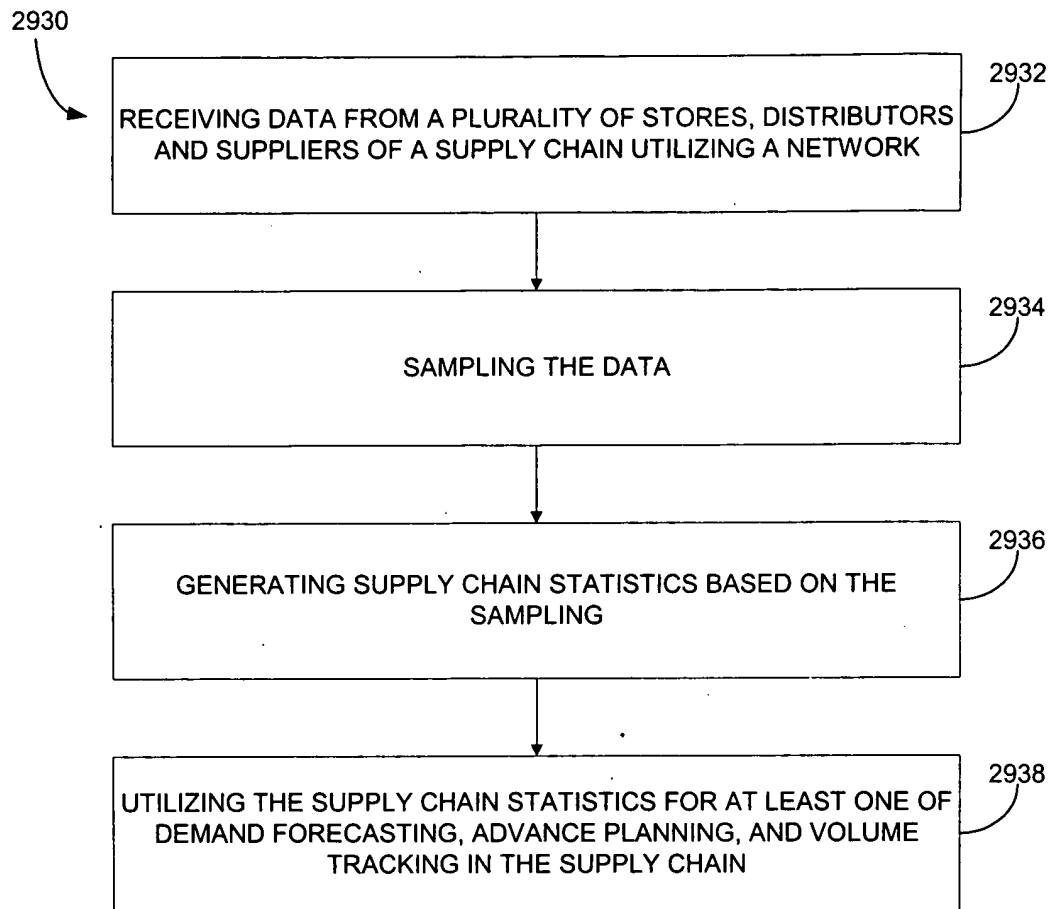 2930
2932
RECEIVING DATA FROM A PLURALITY OF STORES, DISTRIBUTORS
AND SUPPLIERS OF A SUPPLY CHAIN UTILIZING A NETWORK
2934
SAMPLING THE DATA
2936
GENERATING SUPPLY CHAIN STATISTICS BASED ON THE
SAMPLING
2938
UTILIZING THE SUPPLY CHAIN STATISTICS FOR AT LEAST ONE OF
DEMAND FORECASTING, ADVANCE PLANNING, AND VOLUME
TRACKING IN THE SUPPLY CHAIN